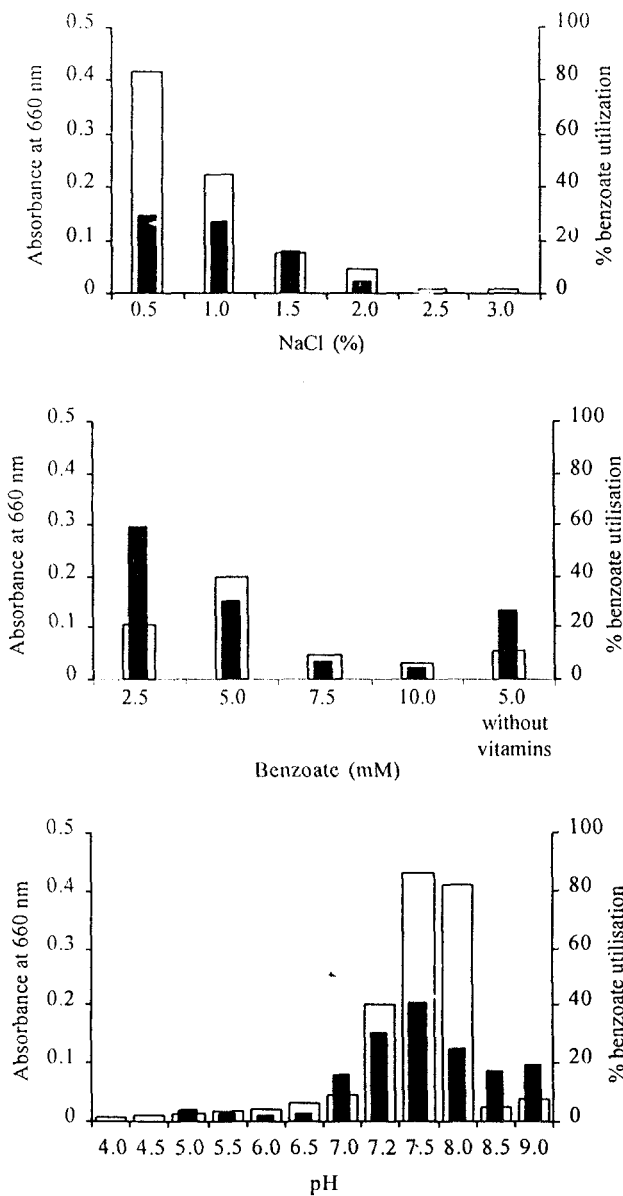 Absorbance at 660 nm
0.5
0.4
0.3
0.2
0.1
0
100
80
60
40
20
0
% benzoate utilization
0.5 1.0 1.5 2.0 2.5 3.0
NaCl (%)
Absorbance at 660 nm
0.5
0.4
0.3
0.2
0.1
0
100
80
60
40
20
0
% benzoate utilisation
2.5 5.0 7.5 10.0 5.0
without
vitamins
Benzoate (mM)
Absorbance at 660 nm
0.5
0.4
0.3
0.2
0.1
0
100
80
60
40
20
0
% benzoate utilisation
4.0 4.5 5.0 5.5 6.0 6.5 7.0 7.2 7.5 8.0 8.5 9.0
pH